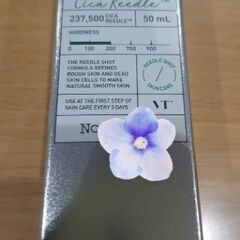 Cica Reedle™
237,500 CICA REEDLE™ 50 mL
HARDNESS
0 100 300 500 700 900
THE REEDLE SHOT
FORMULA REFINES
ROUGH SKIN AND DEAD
SKIN CELLS TO MAKE
NATURAL SMOOTH SKIN
REEDLE SHOT SKINCARE
USE AT THE FIRST STEP OF
SKIN CARE EVERY 3 DAYS
VT